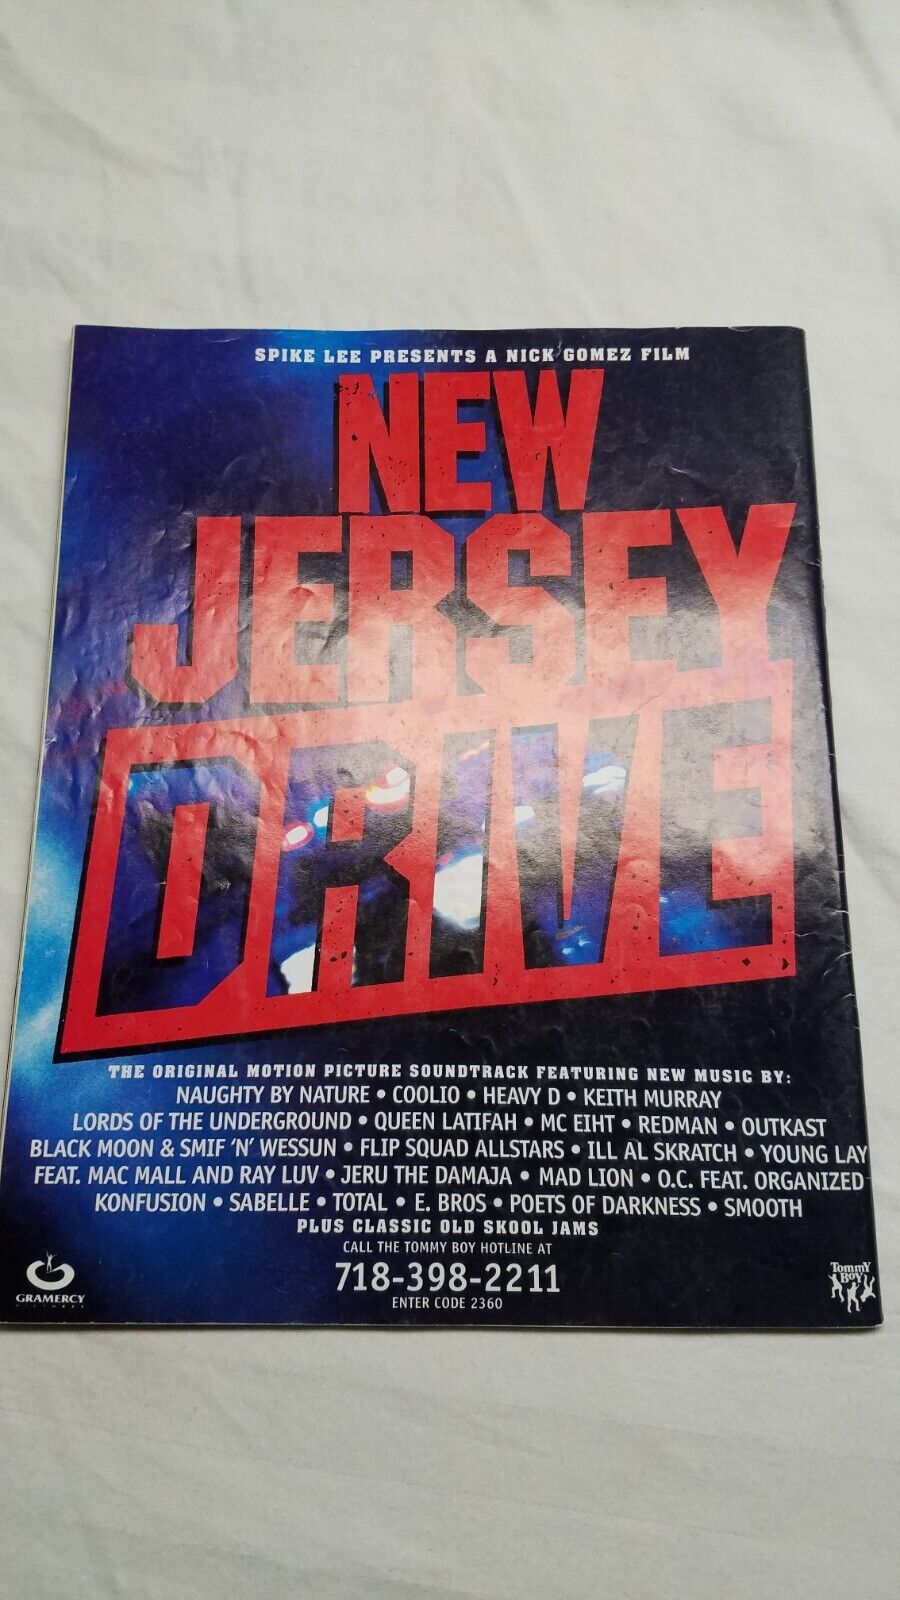 SPIKE LEE PRESENTS A NICK GOMEZ FILM
NEW
JERSEY
DRIVE
THE ORIGINAL MOTION PICTURE SOUNDTRACK FEATURING NEW MUSIC BY:
NAUGHTY BY NATURE • COOLIO • HEAVY D • KEITH MURRAY
LORDS OF THE UNDERGROUND • QUEEN LATIFAH • MC EIHT • REDMAN • OUTKAST
BLACK MOON & SMIF 'N' WESSUN • FLIP SQUAD ALLSTARS • ILL AL SKRATCH • YOUNG LAY
FEAT. MAC MALL AND RAY LUV • JERU THE DAMAJA • MAD LION • O.C. FEAT. ORGANIZED
KONFUSION • SABELLE • TOTAL • E. BROS • POETS OF DARKNESS • SMOOTH
PLUS CLASSIC OLD SKOOL JAMS
CALL THE TOMMY BOY HOTLINE AT
718-398-2211
ENTER CODE 2360
GRAMERCY
PICTURES
Tommy
Boy